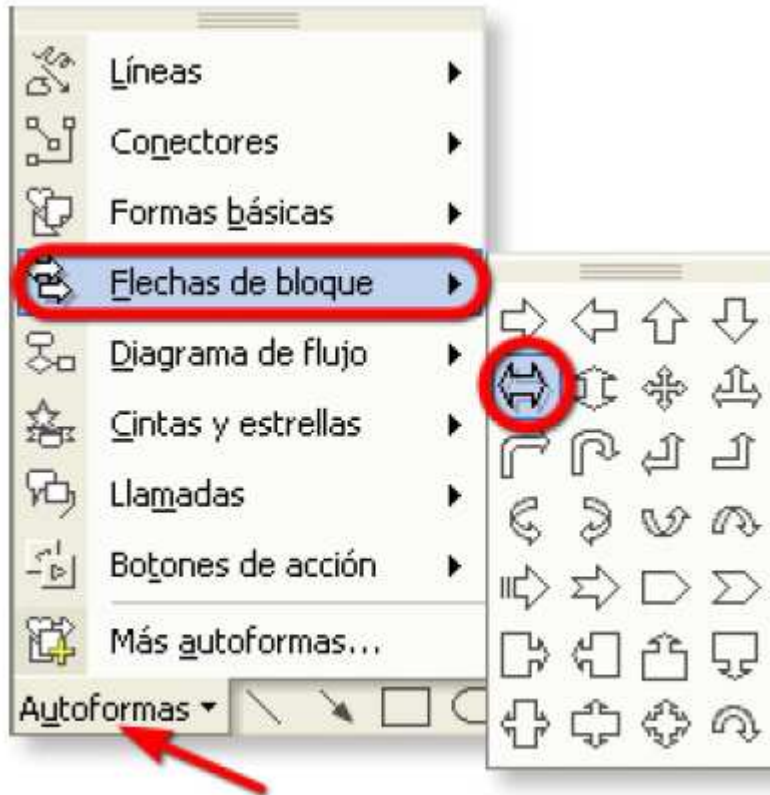 Líneas
Conectores
Formas básicas
Flechas de bloque
Diagrama de flujo
Cintas y estrellas
Llamadas
Botones de acción
Más autoformas...
Autoformas